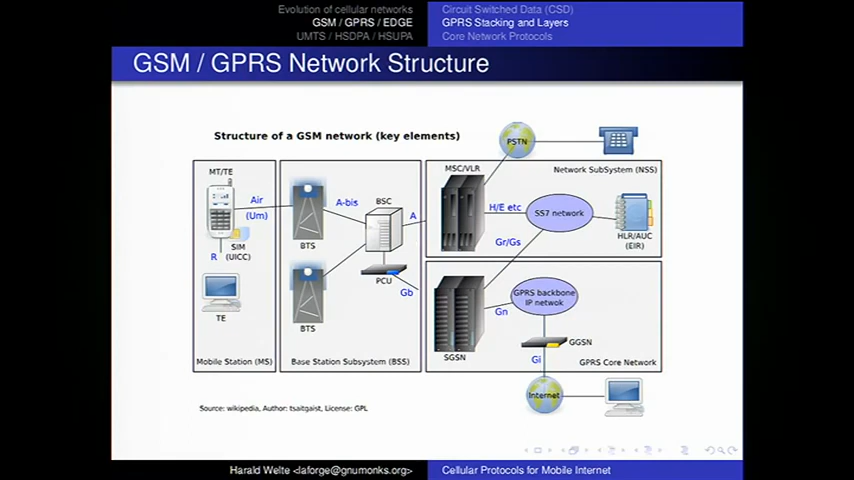 Evolution of cellular networks
GSM / GPRS / EDGE
UMTS / HSDPA / HSUPA
Circuit Switched Data (CSD)
GPRS Stacking and Layers
Core Network Protocols
GSM / GPRS Network Structure
Structure of a GSM network (key elements)
PSTN
MT/TE
Air
(Um)
SIM
(UICC)
R
TE
Mobile Station (MS)
BTS
A-bis
BSC
PCU
BTS
A
Gb
Base Station Subsystem (BSS)
MSC/VLR
Network SubSystem (NSS)
H/E etc
SS7 network
HLR/AUC
(EIR)
Gr/Gs
SGSN
Gn
GPRS backbone
IP netwok
GGSN
Gi
GPRS Core Network
Internet
Source: wikipedia, Author: tsaitgaist, License: GPL
Harald Welte <laforge@gnumonks.org>
Cellular Protocols for Mobile Internet